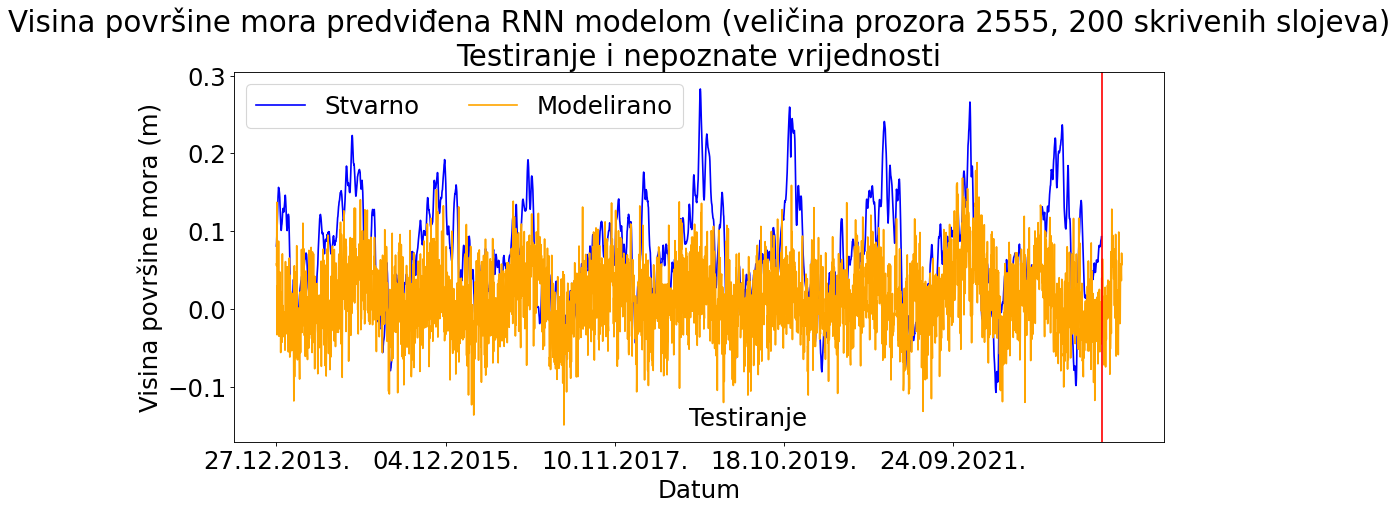 Visina površine mora predviđena RNN modelom (veličina prozora 2555, 200 skrivenih slojeva)
Testiranje i nepoznate vrijednosti
Stvarno
Modelirano
Visina površine mora (m)
0.3
0.2
0.1
0.0
−0.1
Testiranje
27.12.2013.
04.12.2015.
10.11.2017.
18.10.2019.
24.09.2021.
Datum